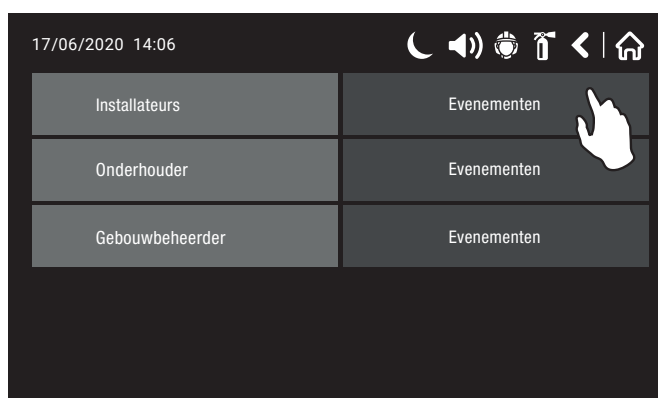 17/06/2020 14:06
Installateurs Evenementen
Onderhouder Evenementen
Gebouwbeheerder Evenementen